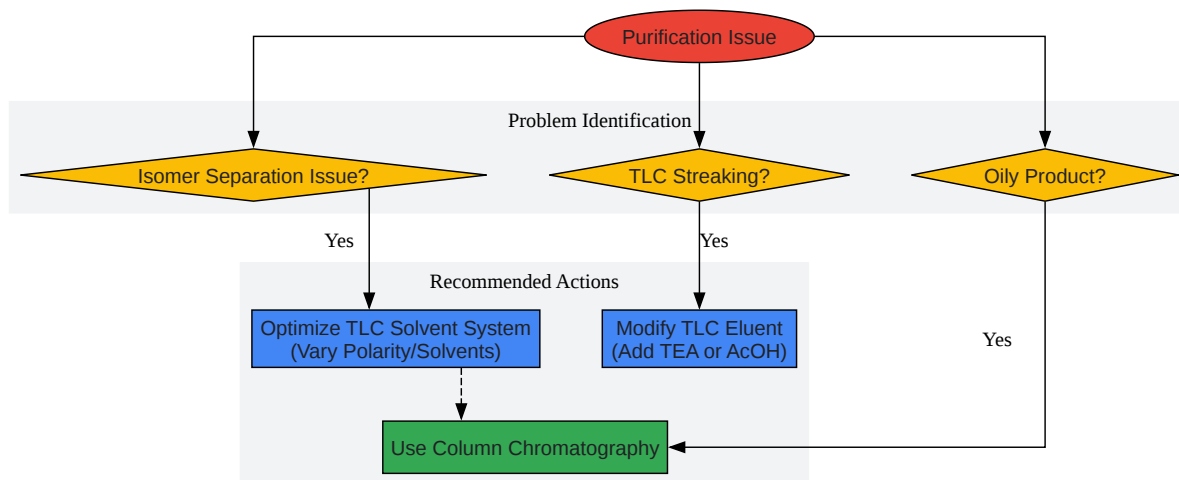 Purification Issue
Problem Identification
Isomer Separation Issue?
TLC Streaking?
Oily Product?
Yes
Yes
Recommended Actions
Optimize TLC Solvent System
(Vary Polarity/Solvents)
Modify TLC Eluent
(Add TEA or AcOH)
Yes
Use Column Chromatography